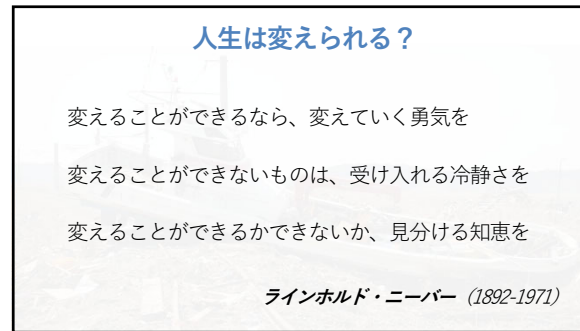 人生は変えられる？
変えることができるなら、変えていく勇気を
変えることができないものは、受け入れる冷静さを
変えることができるかできないか、見分ける知恵を
ラインホルド・ニーバー（1892-1971）